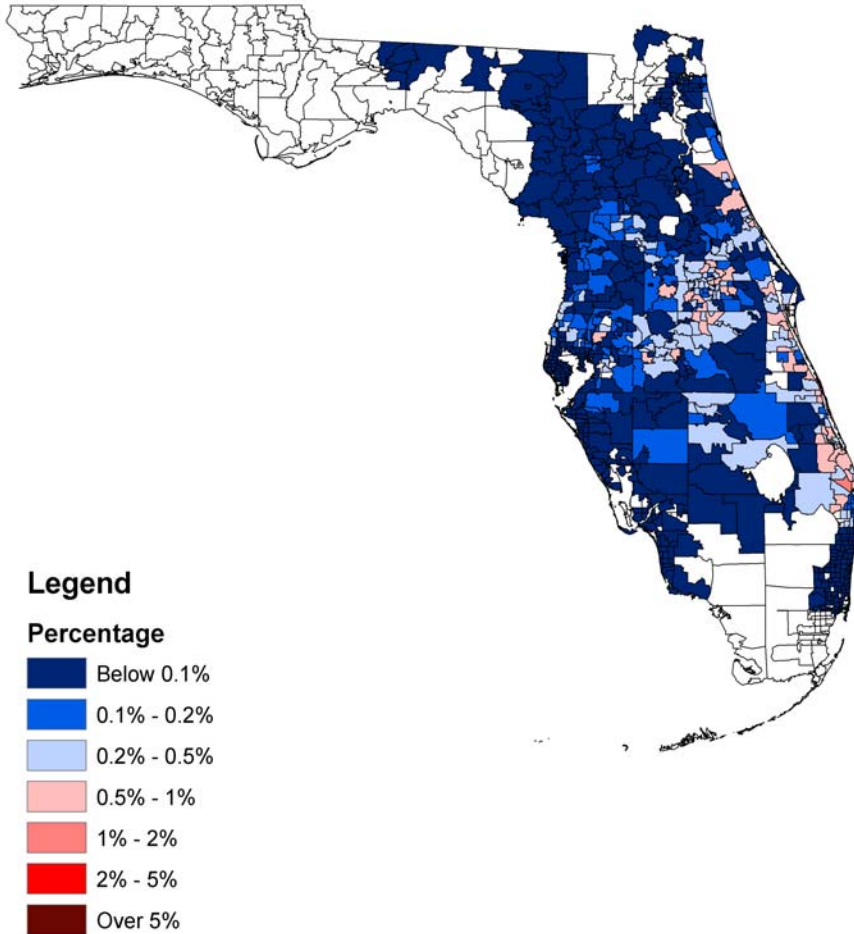 Legend
Percentage
Below 0.1%
0.1% - 0.2%
0.2% - 0.5%
0.5% - 1%
1% - 2%
2% - 5%
Over 5%